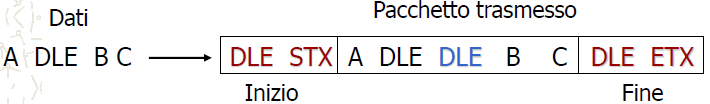 Pacchetto trasmesso
Dati
A DLE B C DLE STX A DLE DLE B C DLE ETX
Inizio Fine